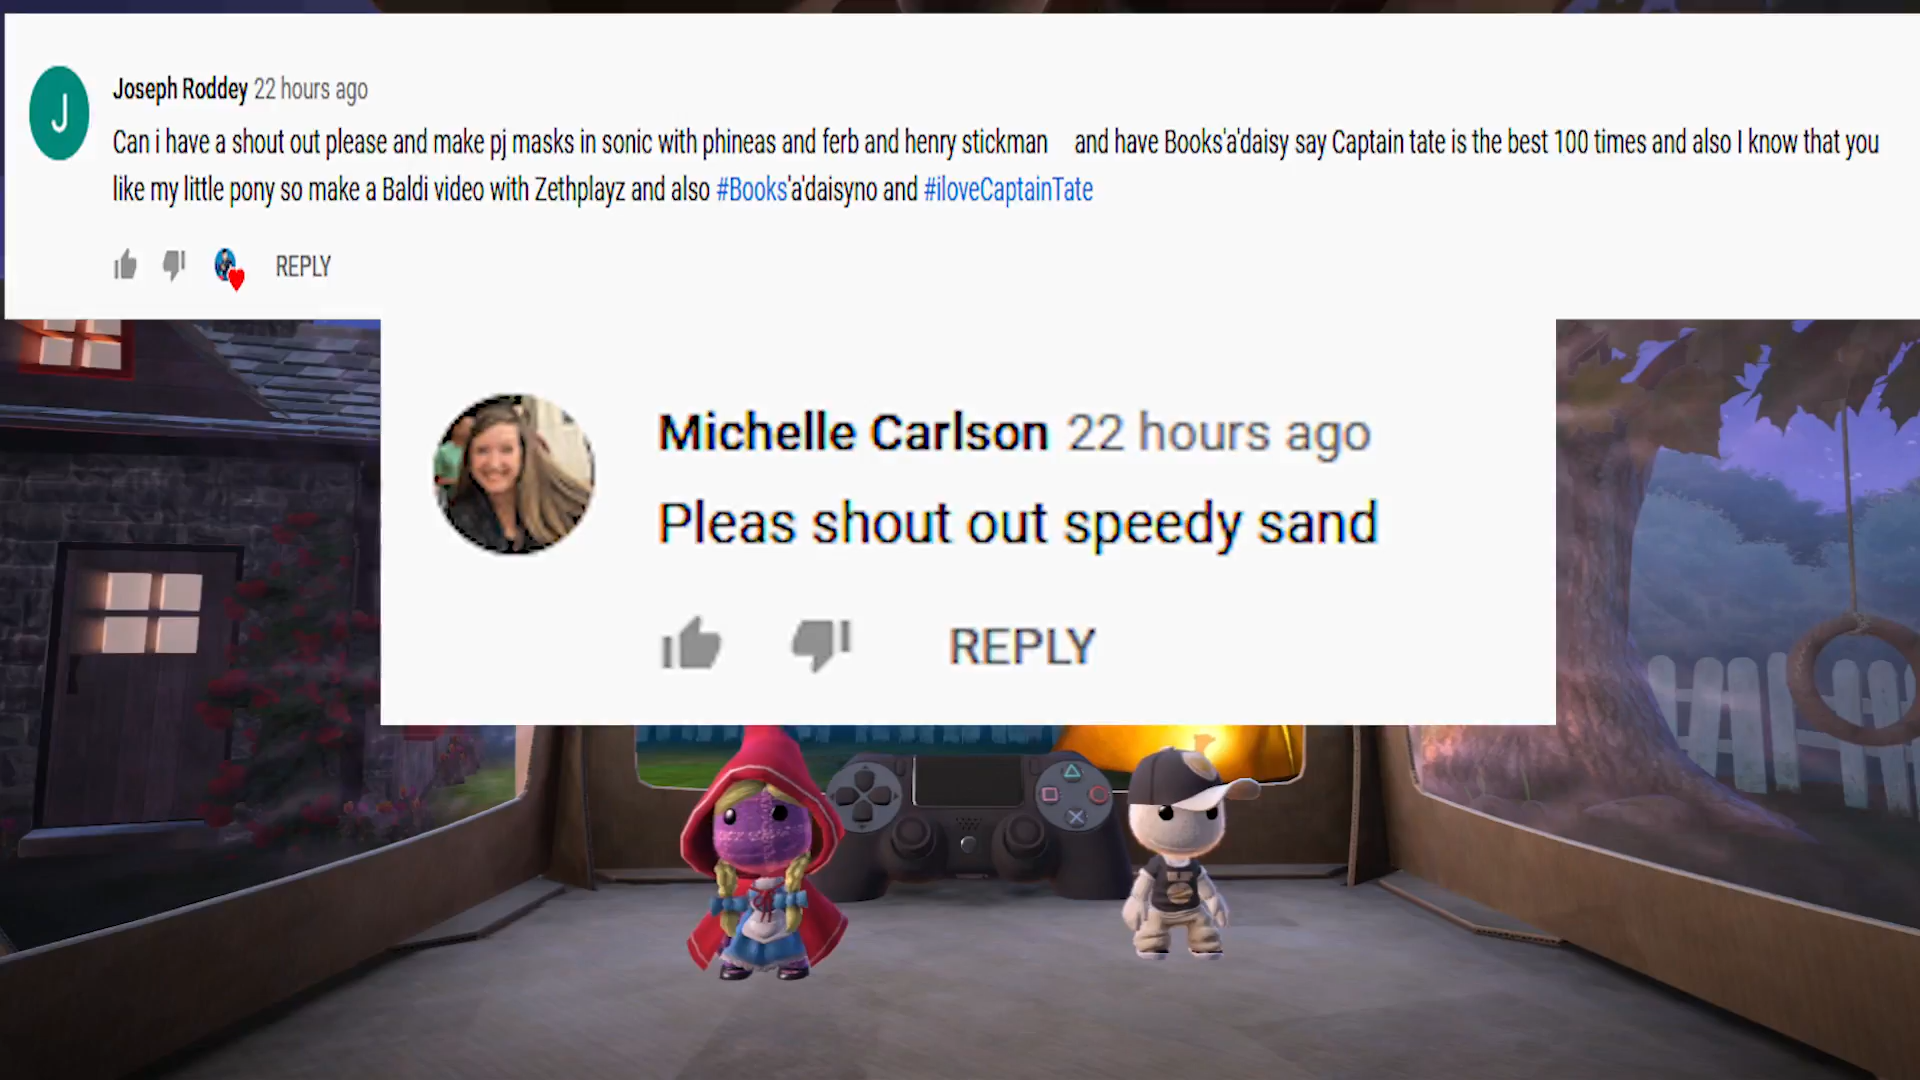 J
Joseph Roddey 22 hours ago
Can i have a shout out please and make pj masks in sonic with phineas and ferb and henry stickman and have Books'a'daisy say Captain tate is the best 100 times and also I know that you
like my little pony so make a Baldi video with Zethplayz and also #Books'a'daisyno and #iloveCaptainTate
REPLY
Michelle Carlson 22 hours ago
Pleas shout out speedy sand
REPLY